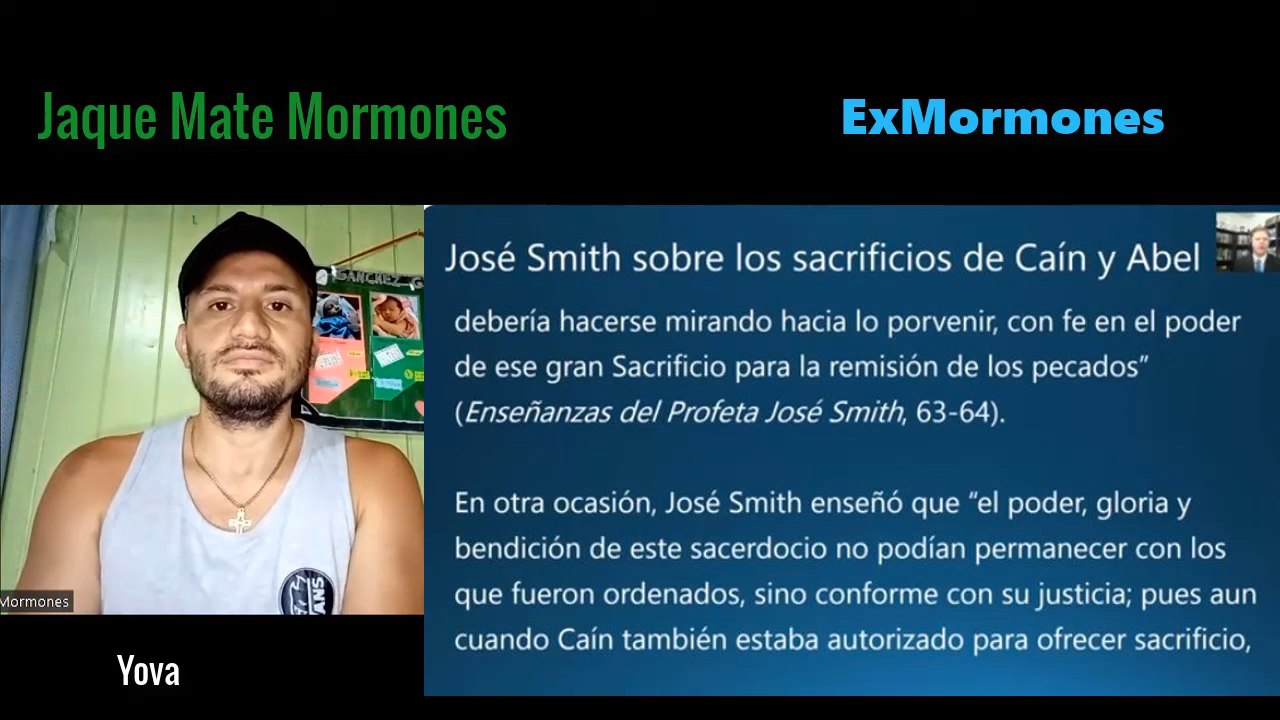 Jaque Mate Mormones
ExMormones
SANCHEZ G
Mormones
VANS
Yova
José Smith sobre los sacrificios de Caín y Abel
debería hacerse mirando hacia lo porvenir, con fe en el poder
de ese gran Sacrificio para la remisión de los pecados”
(Enseñanzas del Profeta José Smith, 63-64).
En otra ocasión, José Smith enseñó que “el poder, gloria y
bendición de este sacerdocio no podían permanecer con los
que fueron ordenados, sino conforme con su justicia; pues aun
cuando Caín también estaba autorizado para ofrecer sacrificio,